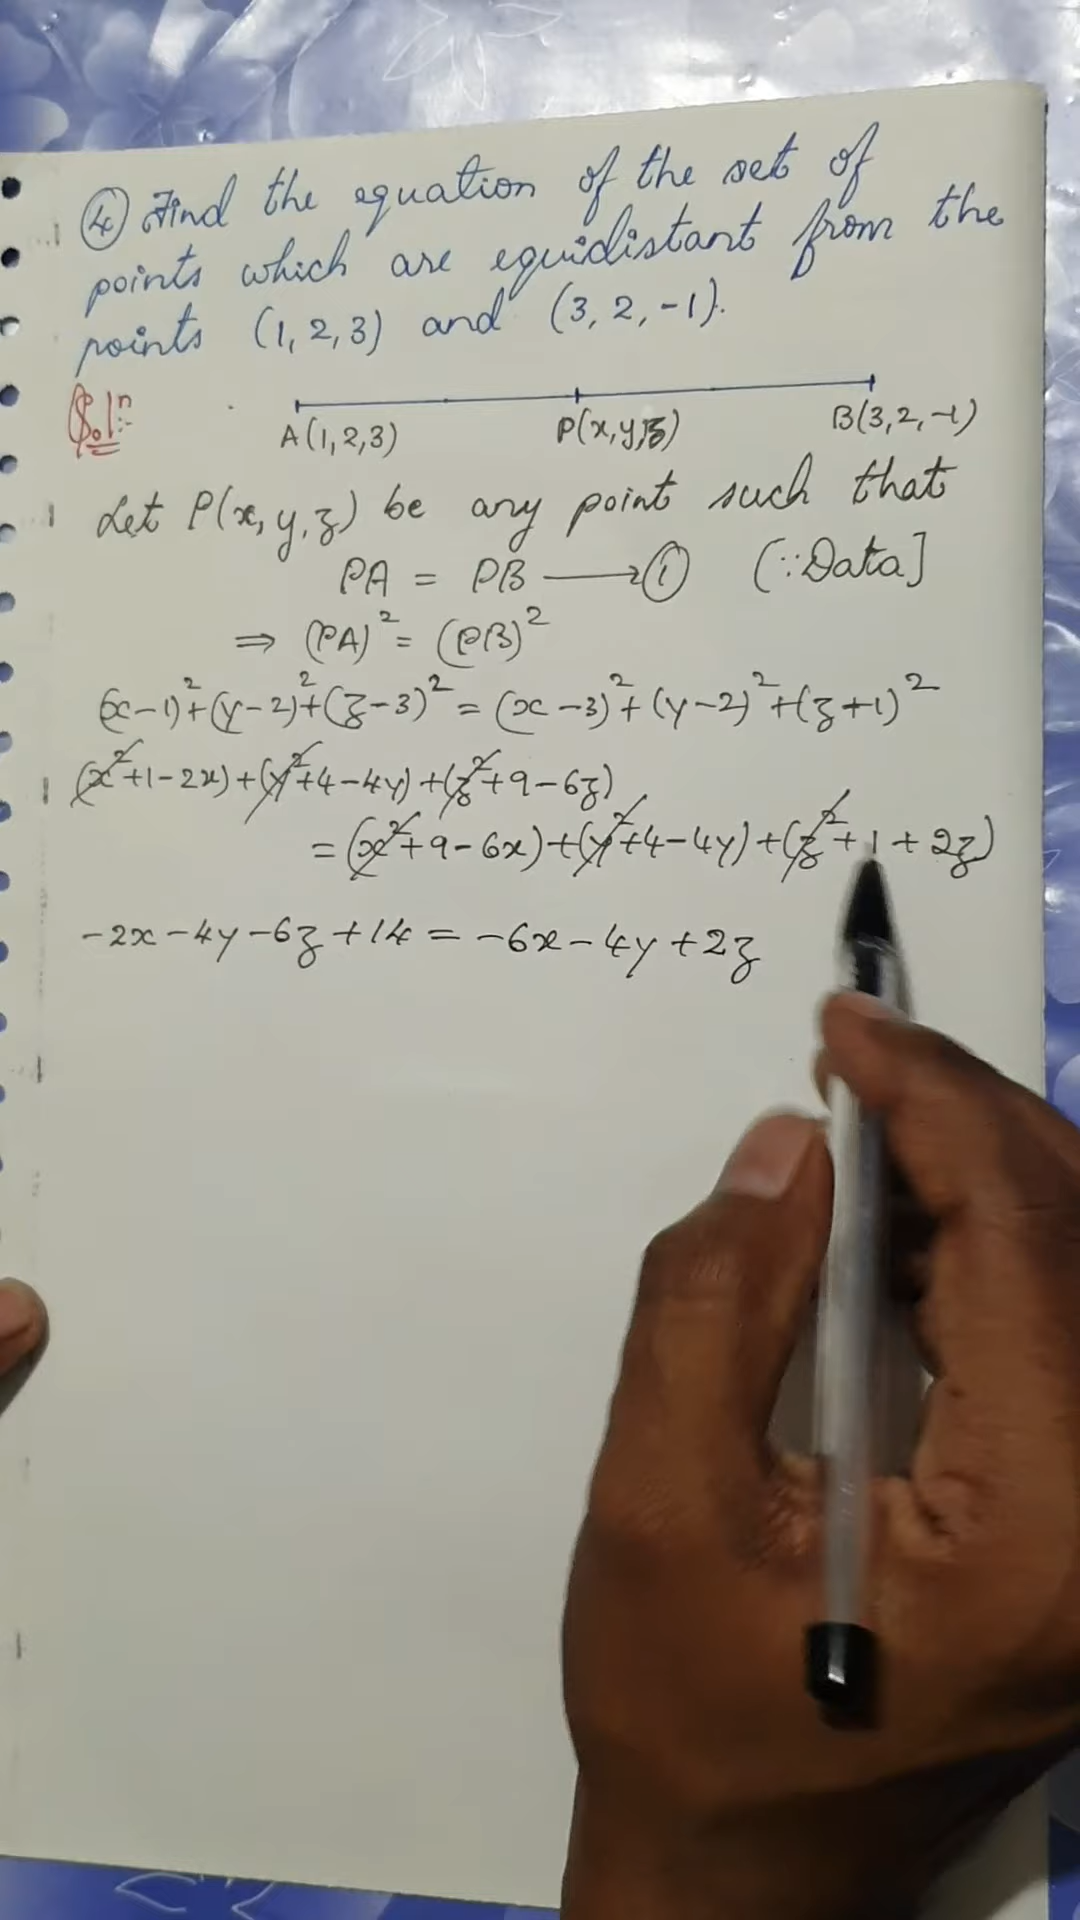 ④ Find the equation of the set of
points which are equidistant from the
points (1, 2, 3) and (3, 2, -1).
Solⁿ:-
A(1,2,3) P(x,y,z) B(3,2,-1)
Let P(x, y, z) be any point such that
PA = PB ⟶ ① (∵Data]
⇒ (PA)² = (PB)²
(x-1)²+(y-2)²+(z-3)² = (x-3)²+(y-2)²+(z+1)²
(x²+1-2x)+(y²+4-4y)+(z²+9-6z)
=(x²+9-6x)+(y²+4-4y)+(z²+1+2z)
-2x-4y-6z+14 = -6x-4y+2z